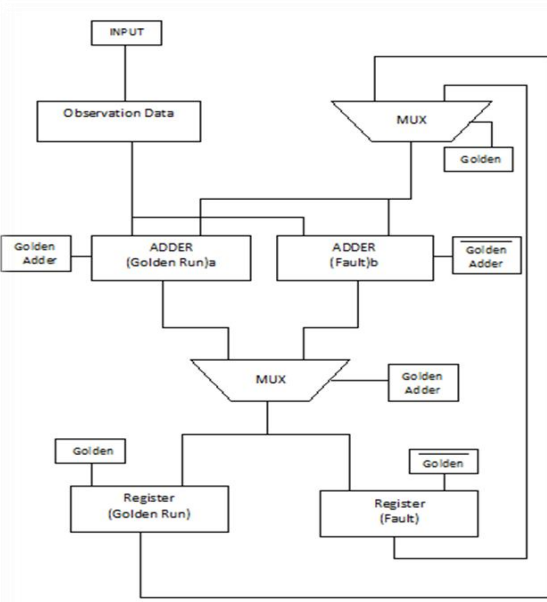 INPUT
Observation Data
MUX
Golden
Golden
Adder
ADDER
(Golden Run)a
ADDER
(Fault)b
Golden
Adder
MUX
Golden
Adder
Golden
Golden
Register
(Golden Run)
Register
(Fault)